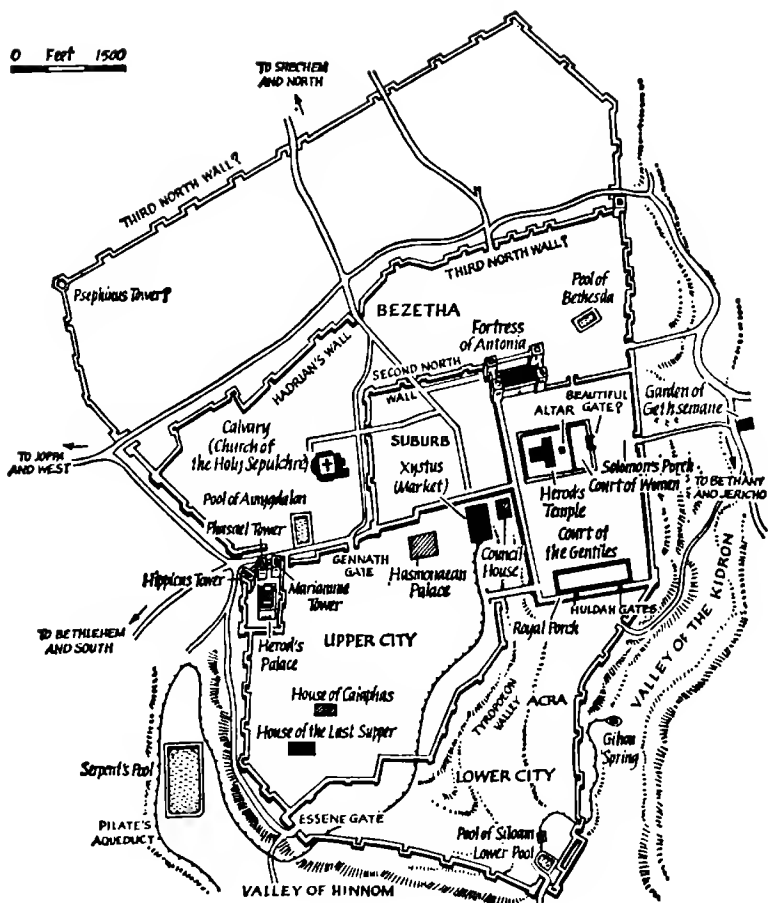 0 Feet 1500
TO SHECHEM
AND NORTH
THIRD NORTH WALL?
Psephinus Tower?
THIRD NORTH WALL?
Pool of
Bethesda
BEZETHA
Fortress
of Antonia
HADRIAN'S WALL
SECOND NORTH
WALL
BEAUTIFUL
GATE?
Garden of
Gethsemane
ALTAR
Calvary
(Church of
the Holy Sepulchre)
SUBURB
TO JOPPA
AND WEST
Xystus
(Market)
Solomon's Porch
Court of Women
TO BETHANY
AND JERICHO
Herod's
Temple
Pool of Amygdalon
Phasael Tower
Court of
the Gentiles
GENNATH
GATE
Hasmonaean
Palace
Council
House
Hippicus Tower
Mariamne
Tower
HULDAH GATES
Royal Porch
VALLEY OF THE KIDRON
TO BETHLEHEM
AND SOUTH
Herod's
Palace
UPPER CITY
TYROPOEON
VALLEY
ACRA
House of Caiaphas
House of the Last Supper
Gihon
Spring
Serpent's Pool
LOWER CITY
PILATE'S
AQUEDUCT
ESSENE GATE
Pool of Siloam
Lower Pool
VALLEY OF HINNOM